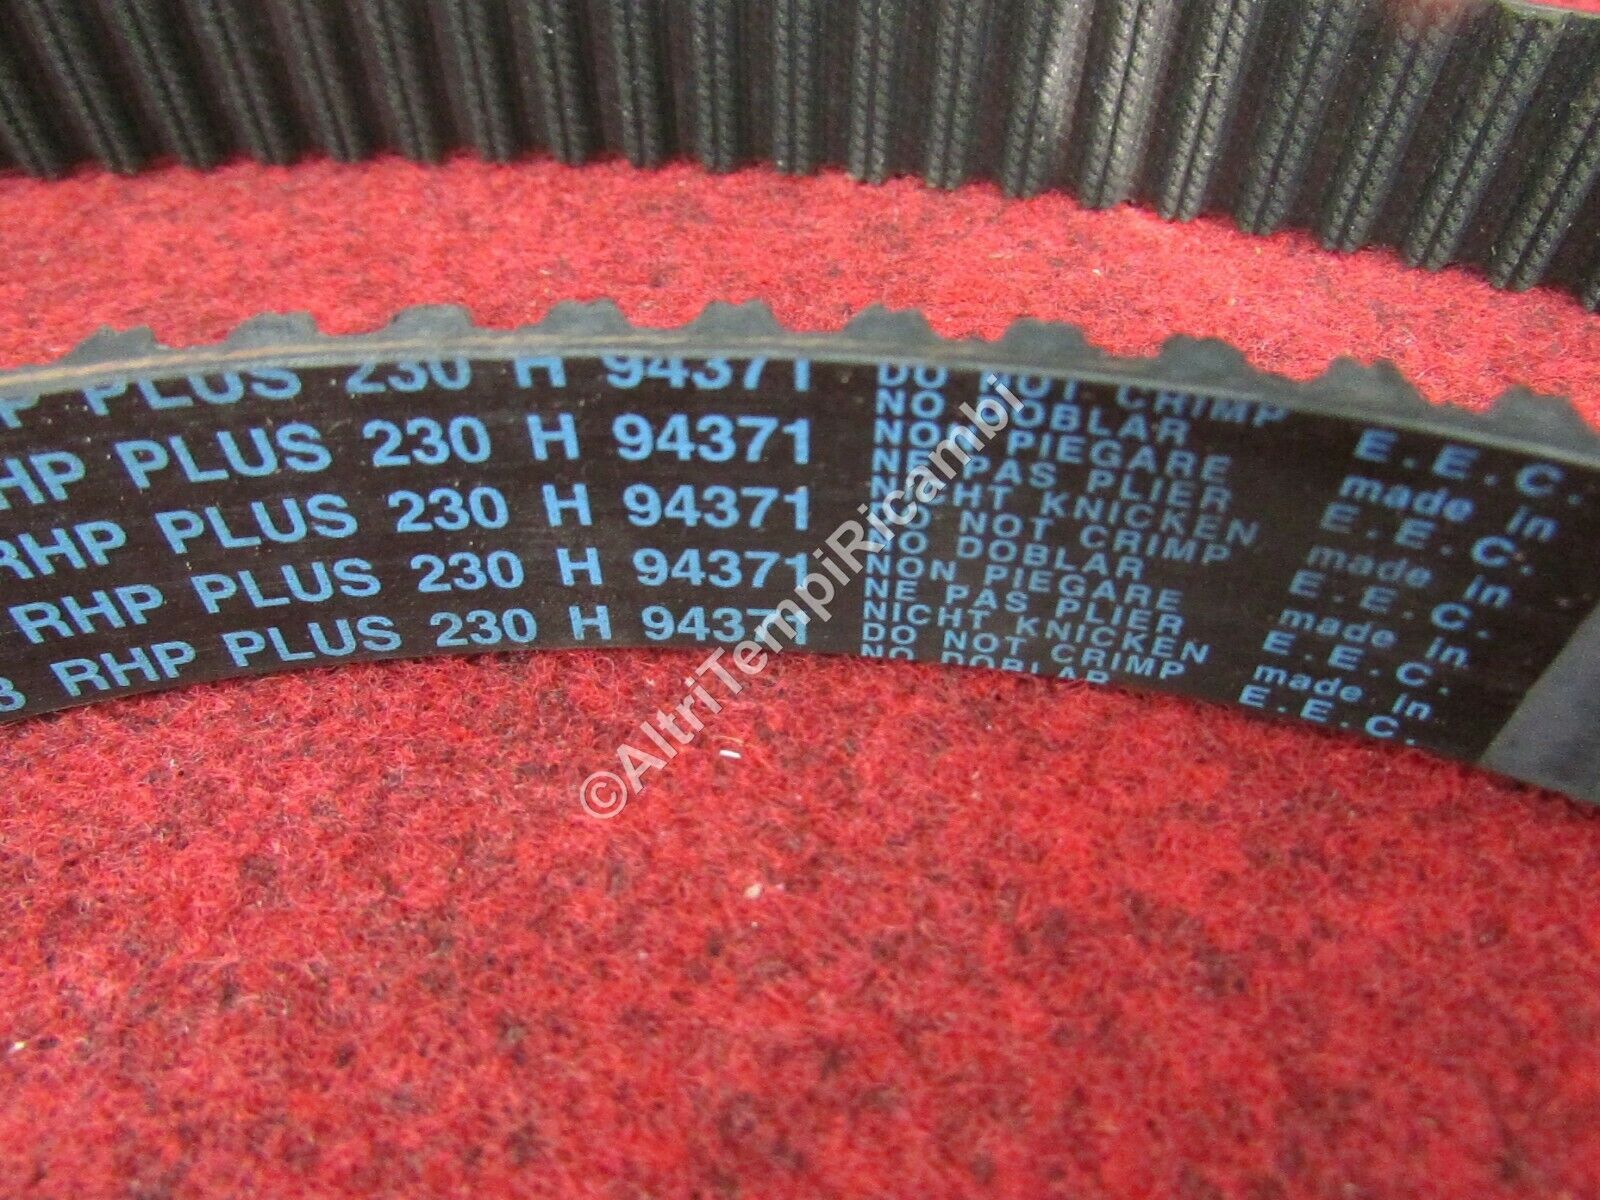 RHP PLUS 230 H 94371
RHP PLUS 230 H 94371
RHP PLUS 230 H 94371
RHP PLUS 230 H 94371
RHP PLUS 230 H 94371
DO NOT CRIMP
NO DOBLAR
NON PIEGARE
NE PAS PLIER
NICHT KNICKEN
DO NOT CRIMP
NO DOBLAR
NON PIEGARE
NE PAS PLIER
NICHT KNICKEN
DO NOT CRIMP
NO DOBLAR
E.E.C.
made in
E.E.C.
made in
E.E.C.
made in
E.E.C.
made in
E.E.C.
©AltriTempiRicambi